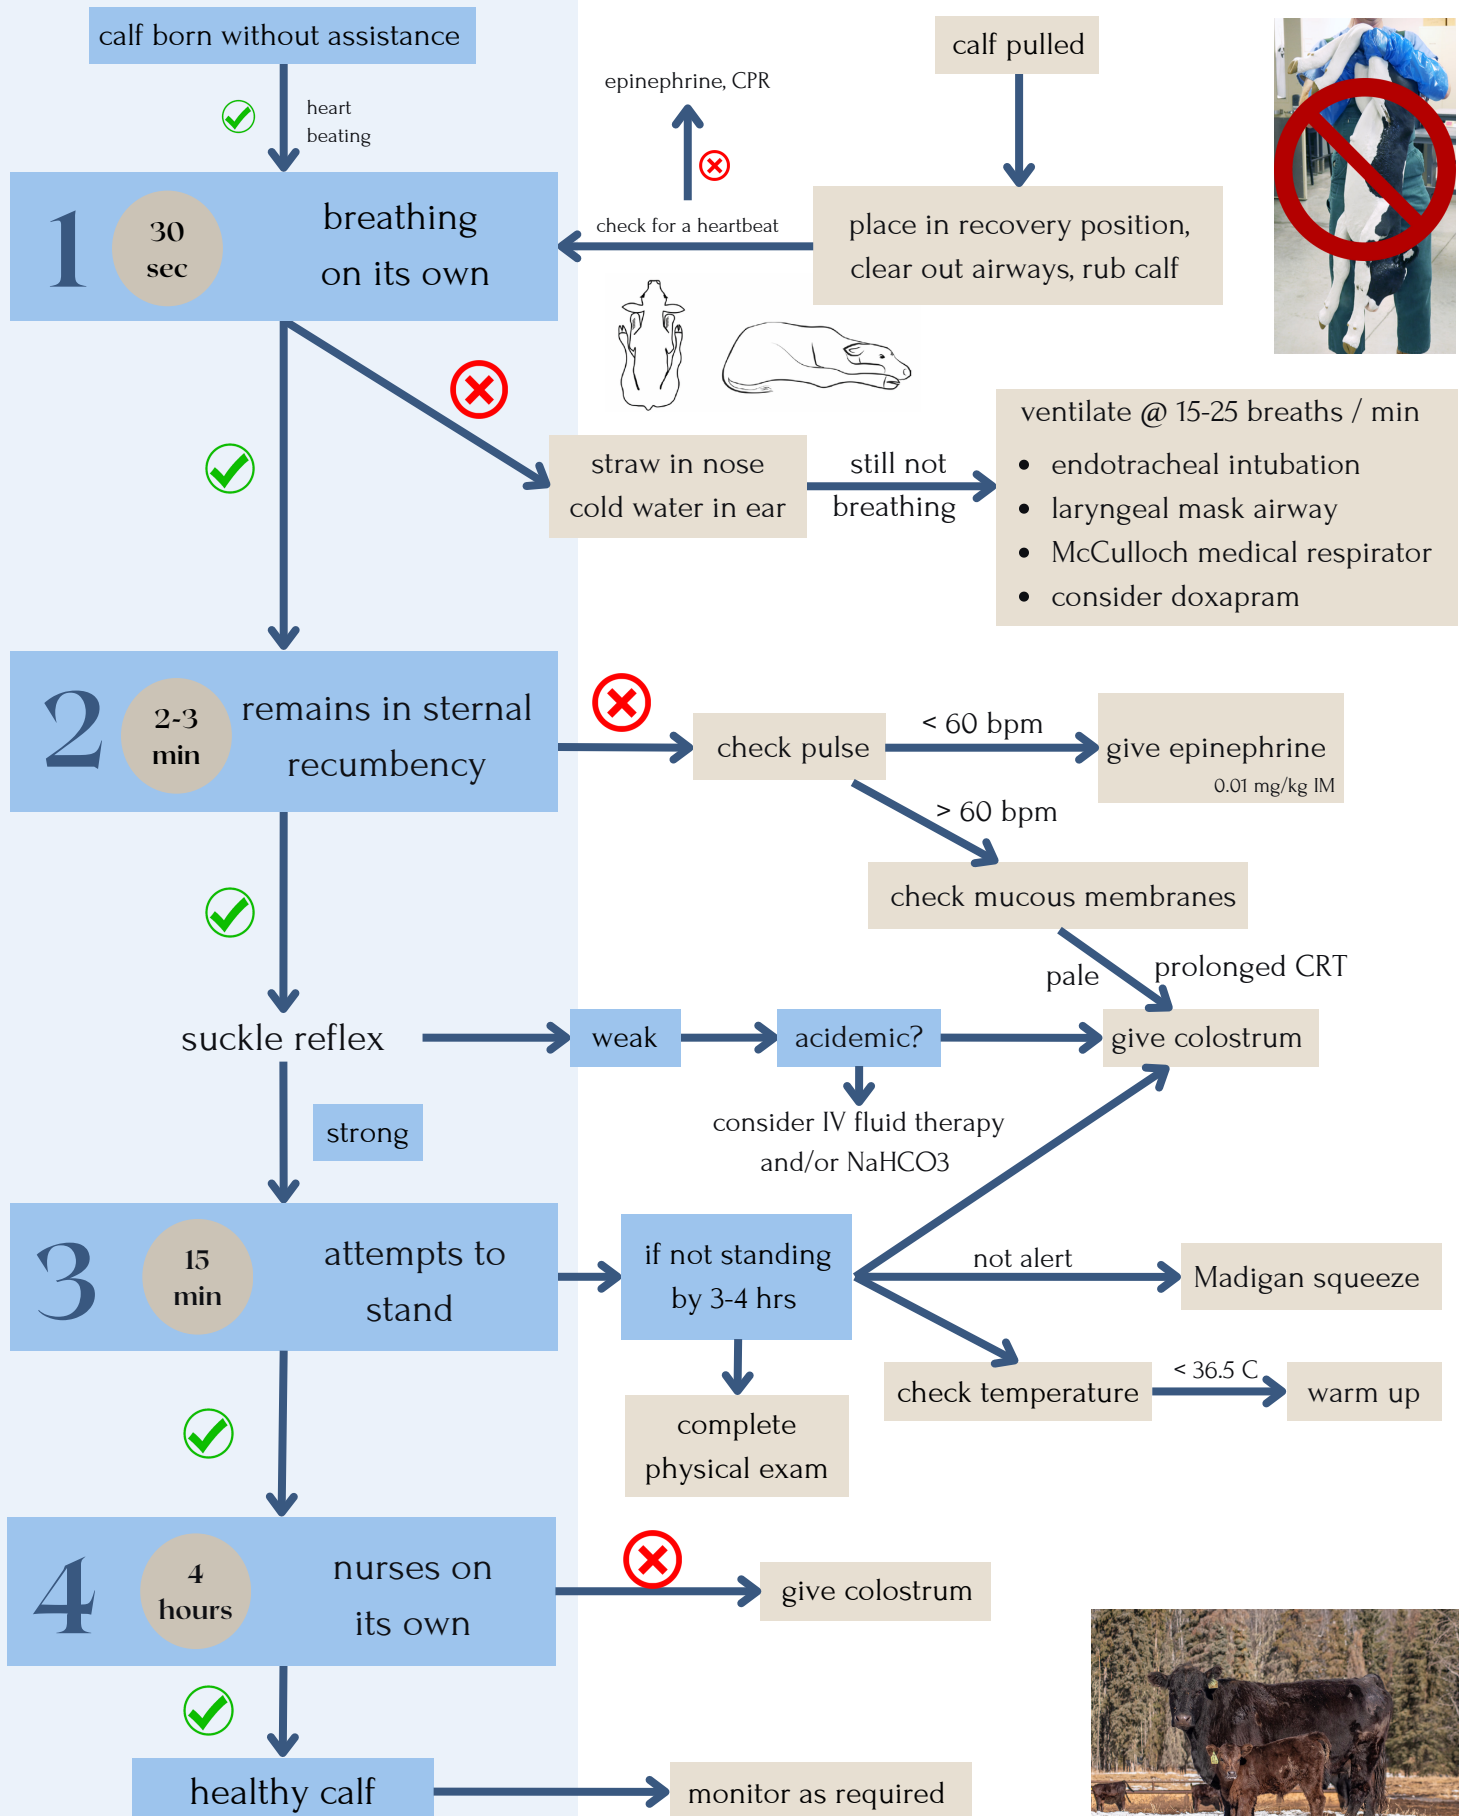 calf born without assistance
heart
beating
epinephrine, CPR
calf pulled
1
30
sec
breathing
on its own
check for a heartbeat
place in recovery position,
clear out airways, rub calf
straw in nose
cold water in ear
still not
breathing
ventilate @ 15-25 breaths / min
• endotracheal intubation
• laryngeal mask airway
• McCulloch medical respirator
• consider doxapram
2
2-3
min
remains in sternal
recumbency
check pulse
< 60 bpm
give epinephrine
0.01 mg/kg IM
> 60 bpm
check mucous membranes
pale
prolonged CRT
suckle reflex
weak
acidemic?
give colostrum
consider IV fluid therapy
and/or NaHCO3
strong
3
15
min
attempts to
stand
if not standing
by 3-4 hrs
not alert
Madigan squeeze
check temperature
< 36.5 C
warm up
complete
physical exam
4
4
hours
nurses on
its own
give colostrum
healthy calf
monitor as required